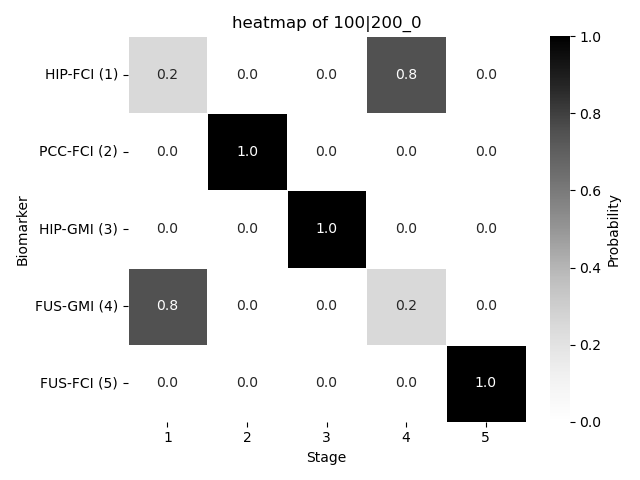 heatmap of 100|200_0
HIP-FCI (1) 0.2 0.0 0.0 0.8 0.0
PCC-FCI (2) 0.0 1.0 0.0 0.0 0.0
HIP-GMI (3) 0.0 0.0 1.0 0.0 0.0
FUS-GMI (4) 0.8 0.0 0.0 0.2 0.0
FUS-FCI (5) 0.0 0.0 0.0 0.0 1.0
1 2 3 4 5
Stage
Biomarker
1.0
0.8
0.6
0.4
0.2
0.0
Probability